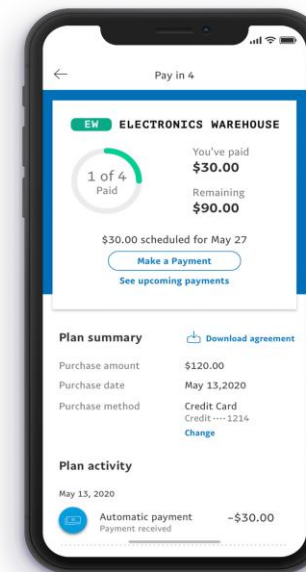 Pay in 4
EW ELECTRONICS WAREHOUSE
1 of 4
Paid
You've paid
$30.00
Remaining
$90.00
$30.00 scheduled for May 27
Make a Payment
See upcoming payments
Plan summary
Download agreement
Purchase amount $120.00
Purchase date May 13,2020
Purchase method Credit Card
Credit ····1214
Change
Plan activity
May 13, 2020
Automatic payment -$30.00
Payment received